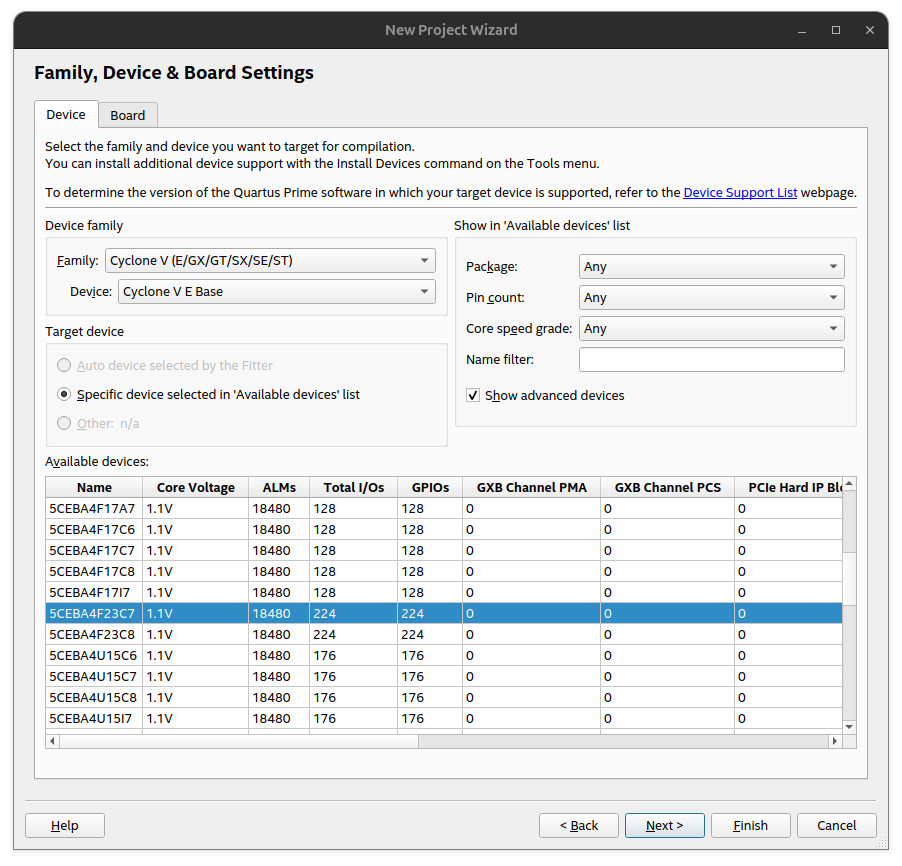 New Project Wizard
Family, Device & Board Settings
Device Board
Select the family and device you want to target for compilation.
You can install additional device support with the Install Devices command on the Tools menu.
To determine the version of the Quartus Prime software in which your target device is supported, refer to the Device Support List webpage.
Device family
Family: Cyclone V (E/GX/GT/SX/SE/ST)
Device: Cyclone V E Base
Target device
Auto device selected by the Fitter
Specific device selected in 'Available devices' list
Other: n/a
Show in 'Available devices' list
Package: Any
Pin count: Any
Core speed grade: Any
Name filter:
Show advanced devices
Available devices:
Name Core Voltage ALMs Total I/Os GPIOs GXB Channel PMA GXB Channel PCS PCIe Hard IP Blo
5CEBA4F17A7 1.1V 18480 128 128 0 0 0
5CEBA4F17C6 1.1V 18480 128 128 0 0 0
5CEBA4F17C7 1.1V 18480 128 128 0 0 0
5CEBA4F17C8 1.1V 18480 128 128 0 0 0
5CEBA4F17I7 1.1V 18480 128 128 0 0 0
5CEBA4F23C7 1.1V 18480 224 224 0 0 0
5CEBA4F23C8 1.1V 18480 224 224 0 0 0
5CEBA4U15C6 1.1V 18480 176 176 0 0 0
5CEBA4U15C7 1.1V 18480 176 176 0 0 0
5CEBA4U15C8 1.1V 18480 176 176 0 0 0
5CEBA4U15I7 1.1V 18480 176 176 0 0 0
Help < Back Next > Finish Cancel